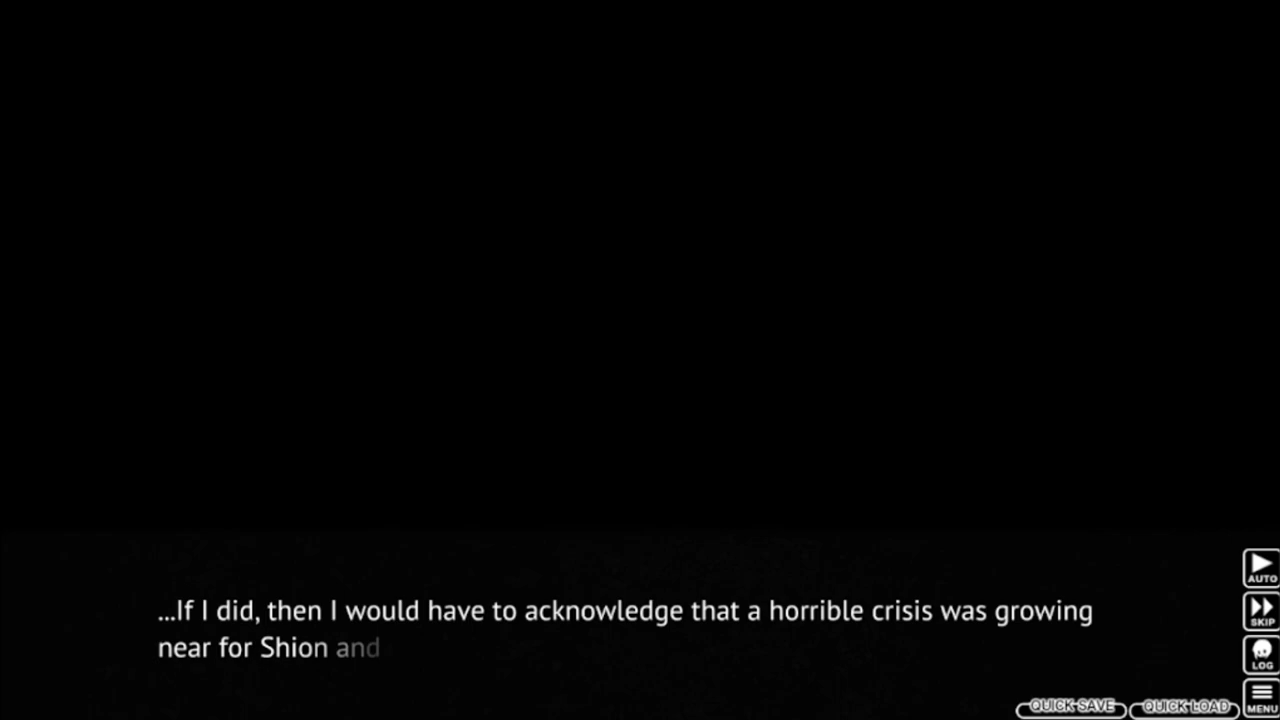 ...If I did, then I would have to acknowledge that a horrible crisis was growing
near for Shion and
AUTO
SKIP
LOG
QUICK SAVE QUICK LOAD MENU